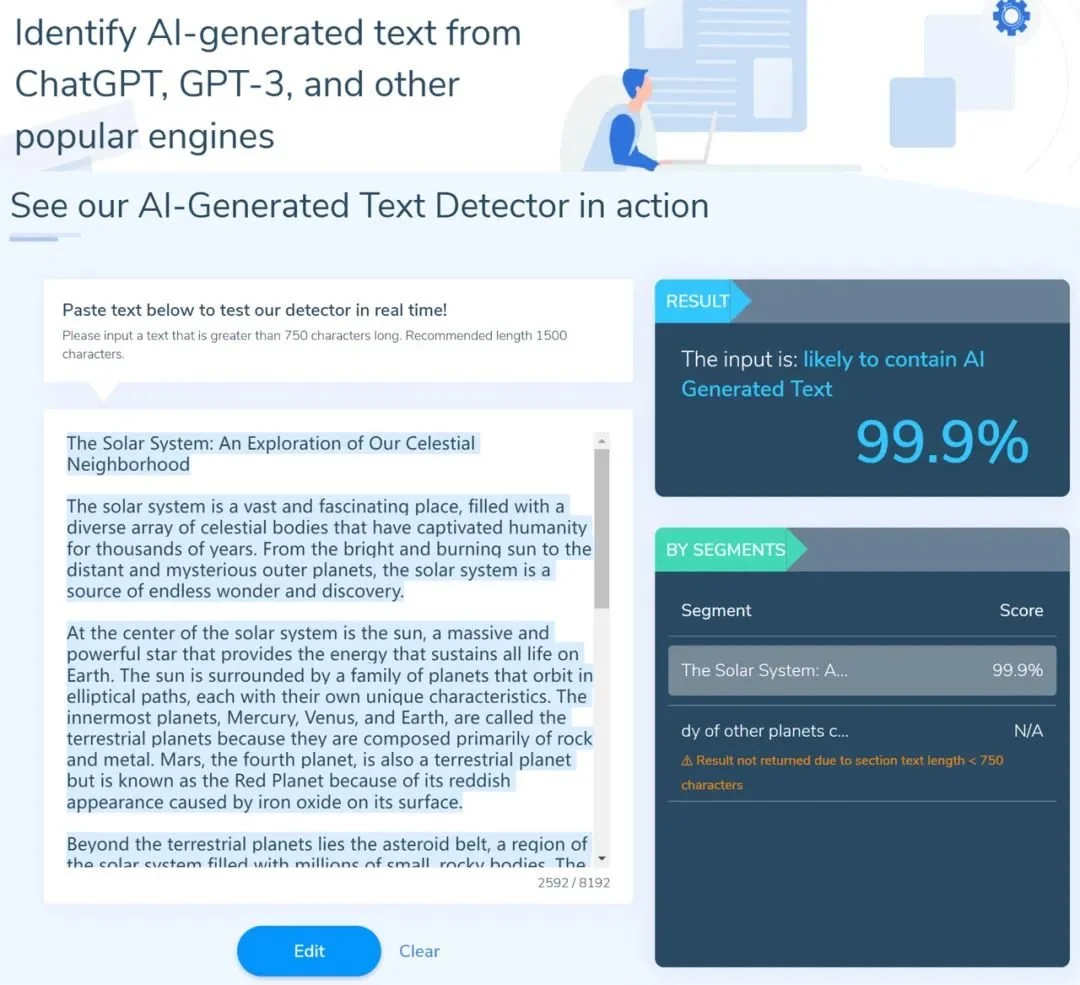 Identify AI-generated text from
ChatGPT, GPT-3, and other
popular engines
See our AI-Generated Text Detector in action
Paste text below to test our detector in real time!
Please input a text that is greater than 750 characters long. Recommended length 1500
characters.
The Solar System: An Exploration of Our Celestial
Neighborhood
The solar system is a vast and fascinating place, filled with a
diverse array of celestial bodies that have captivated humanity
for thousands of years. From the bright and burning sun to the
distant and mysterious outer planets, the solar system is a
source of endless wonder and discovery.
At the center of the solar system is the sun, a massive and
powerful star that provides the energy that sustains all life on
Earth. The sun is surrounded by a family of planets that orbit in
elliptical paths, each with their own unique characteristics. The
innermost planets, Mercury, Venus, and Earth, are called the
terrestrial planets because they are composed primarily of rock
and metal. Mars, the fourth planet, is also a terrestrial planet
but is known as the Red Planet because of its reddish
appearance caused by iron oxide on its surface.
Beyond the terrestrial planets lies the asteroid belt, a region of
the solar system filled with millions of small, rocky bodies. The
2592 / 8192
Edit
Clear
RESULT
The input is: likely to contain AI
Generated Text
99.9%
BY SEGMENTS
Segment Score
The Solar System: A... 99.9%
dy of other planets c... N/A
⚠ Result not returned due to section text length < 750
characters